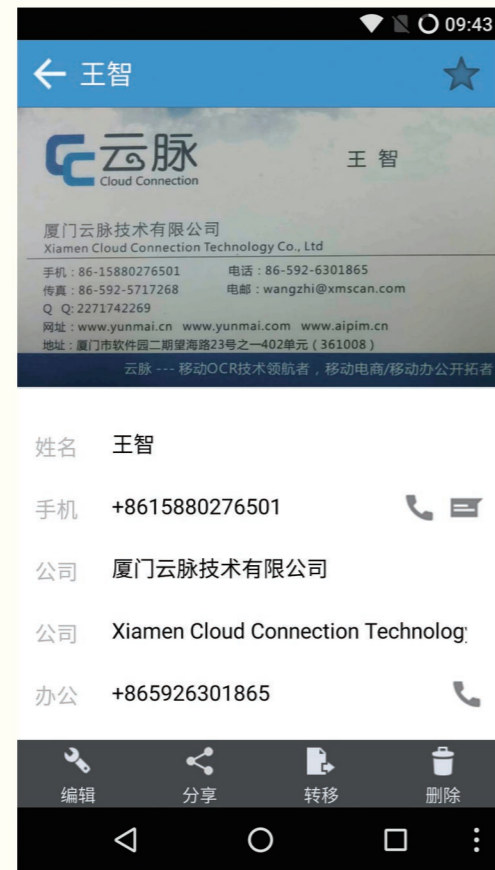 09:43
王智
云脉
Cloud Connection
王 智
厦门云脉技术有限公司
Xiamen Cloud Connection Technology Co., Ltd
手机：86-15880276501 电话：86-592-6301865
传真：86-592-5717268 电邮：wangzhi@xmscan.com
Q Q：2271742269
网址：www.yunmai.cn www.yunmai.com www.aipim.cn
地址：厦门市软件园二期望海路23号之一402单元（361008）
云脉 --- 移动OCR技术领航者，移动电商/移动办公开拓者
姓名 王智
手机 +8615880276501
公司 厦门云脉技术有限公司
公司 Xiamen Cloud Connection Technolog
办公 +865926301865
编辑 分享 转移 删除